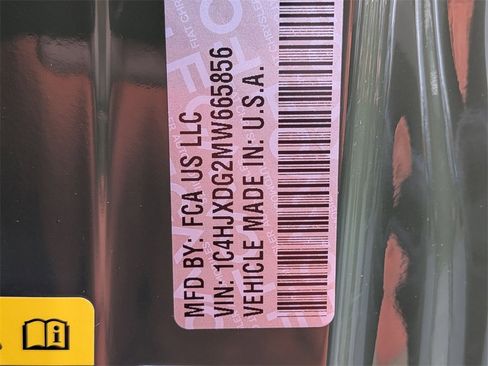 MFD BY: FCA US LLC
VIN: 1C4HJXDG2MW665856
VEHICLE MADE IN: U.S.A.